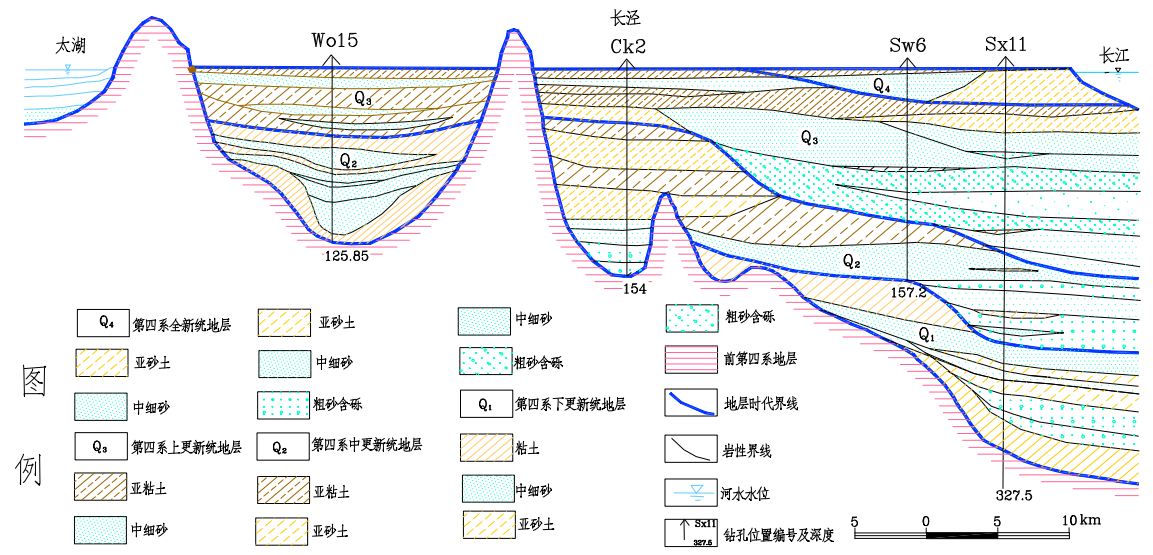 太湖
Wo15
长泾
Ck2
Sw6
Sx11
长江
Q₃
Q₂
Q₄
Q₃
Q₂
Q₁
125.85
154
157.2
327.5
图例
Q₄ 第四系全新统地层
亚砂土
中细砂
Q₃ 第四系上更新统地层
亚粘土
中细砂
亚砂土
中细砂
粗砂含砾
Q₂ 第四系中更新统地层
亚粘土
亚砂土
中细砂
粗砂含砾
Q₁ 第四系下更新统地层
粘土
中细砂
亚砂土
粗砂含砾
前第四系地层
地层时代界线
岩性界线
河水水位
Sx11
327.5
钻孔位置编号及深度
5 0 5 10 km